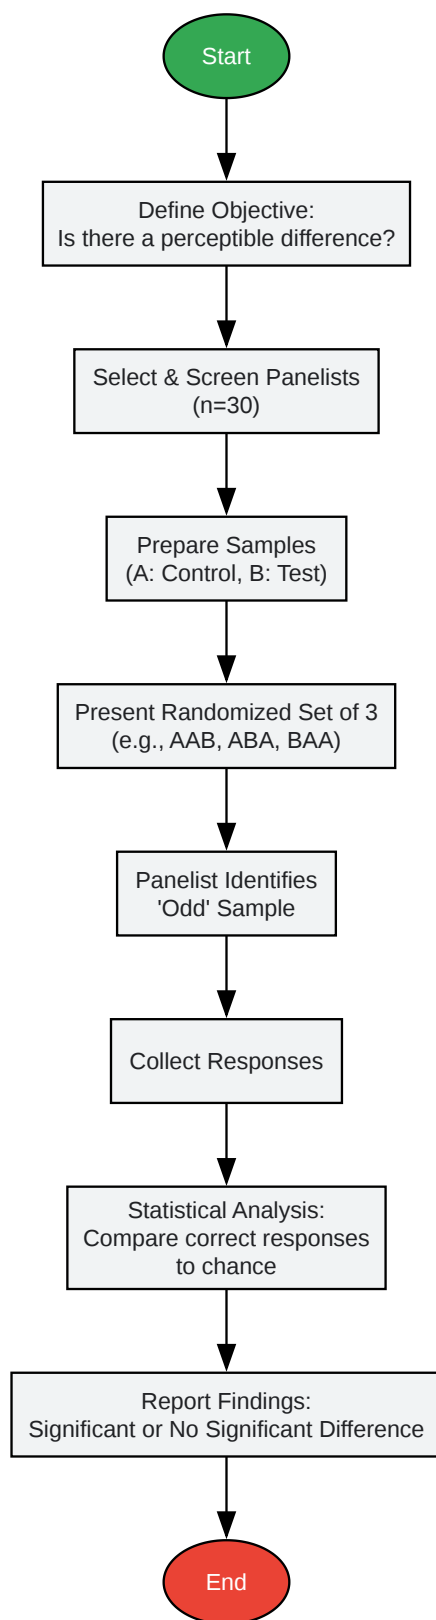 Start
Define Objective:
Is there a perceptible difference?
Select & Screen Panelists
(n=30)
Prepare Samples
(A: Control, B: Test)
Present Randomized Set of 3
(e.g., AAB, ABA, BAA)
Panelist Identifies
'Odd' Sample
Collect Responses
Statistical Analysis:
Compare correct responses
to chance
Report Findings:
Significant or No Significant Difference
End